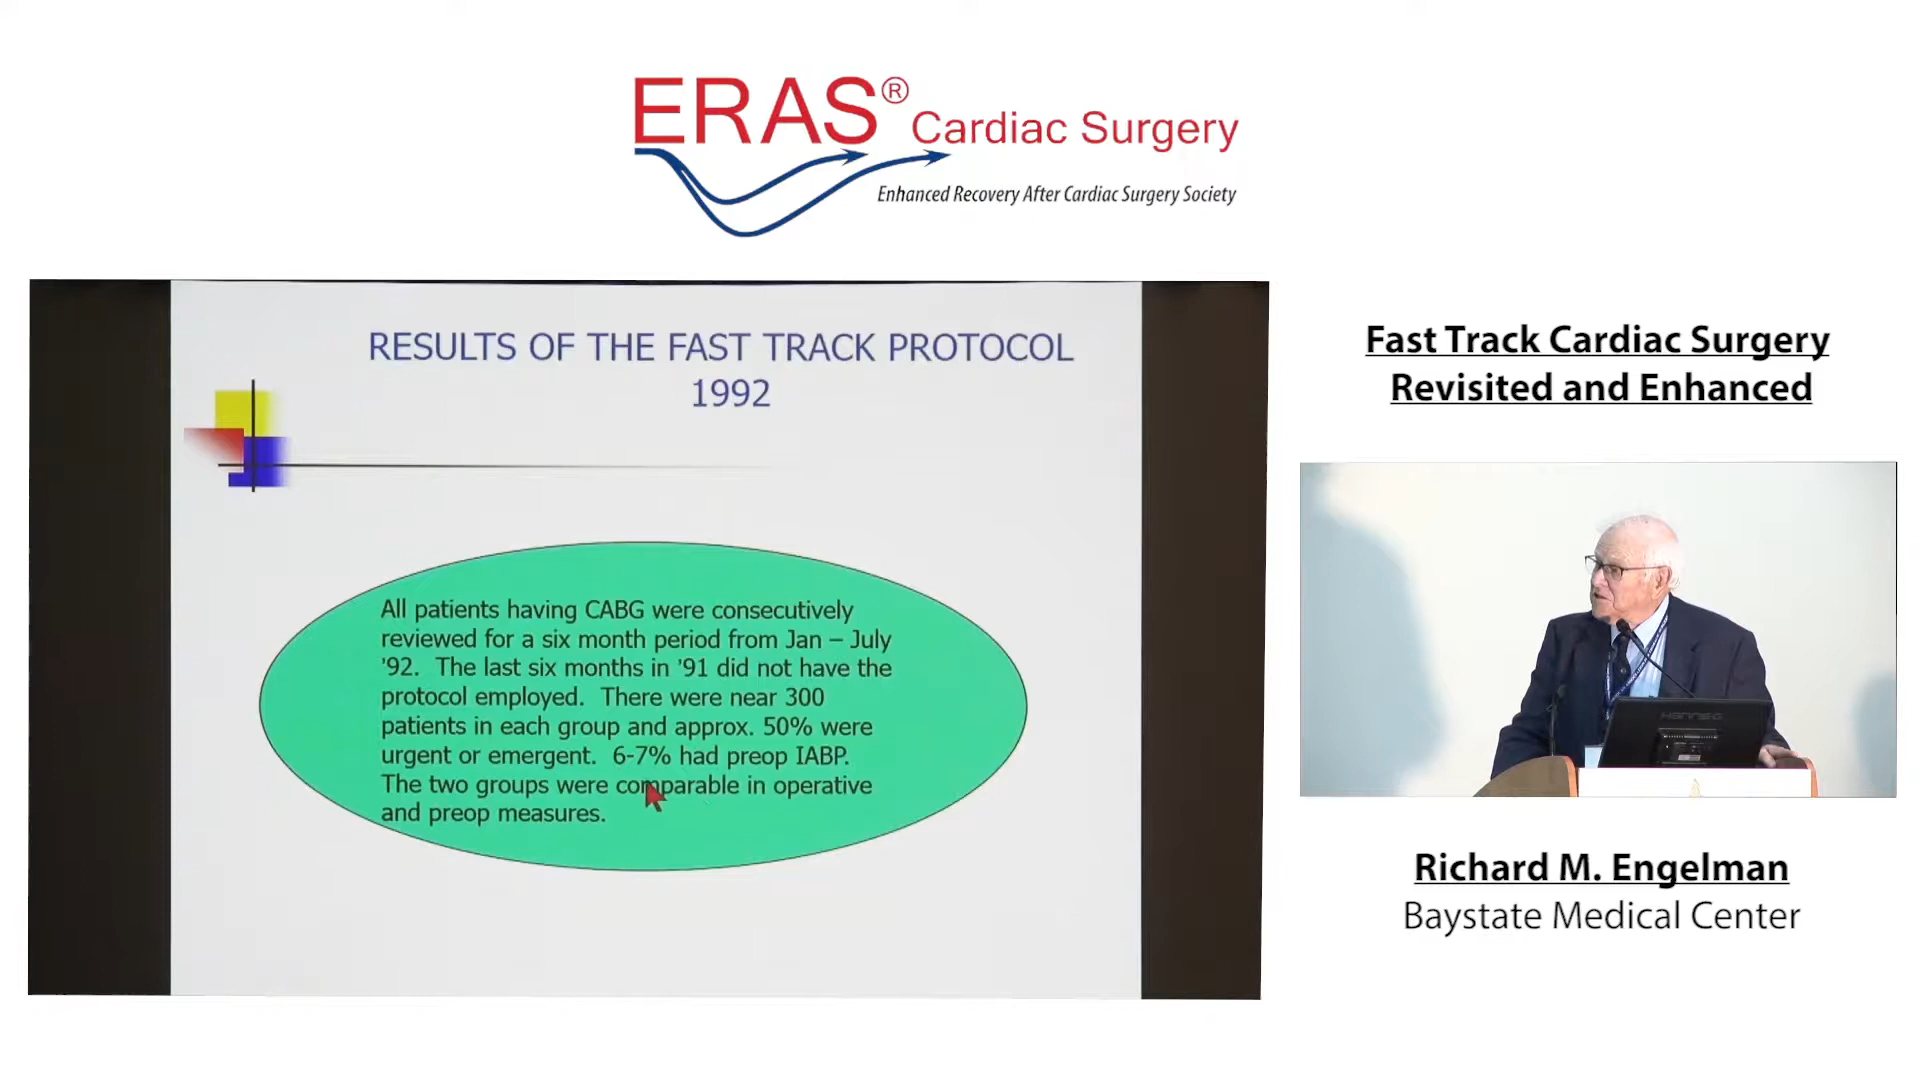 ERAS® Cardiac Surgery
Enhanced Recovery After Cardiac Surgery Society
RESULTS OF THE FAST TRACK PROTOCOL
1992
All patients having CABG were consecutively
reviewed for a six month period from Jan – July
'92.  The last six months in '91 did not have the
protocol employed.  There were near 300
patients in each group and approx. 50% were
urgent or emergent.  6-7% had preop IABP.
The two groups were comparable in operative
and preop measures.
Fast Track Cardiac Surgery
Revisited and Enhanced
Richard M. Engelman
Baystate Medical Center